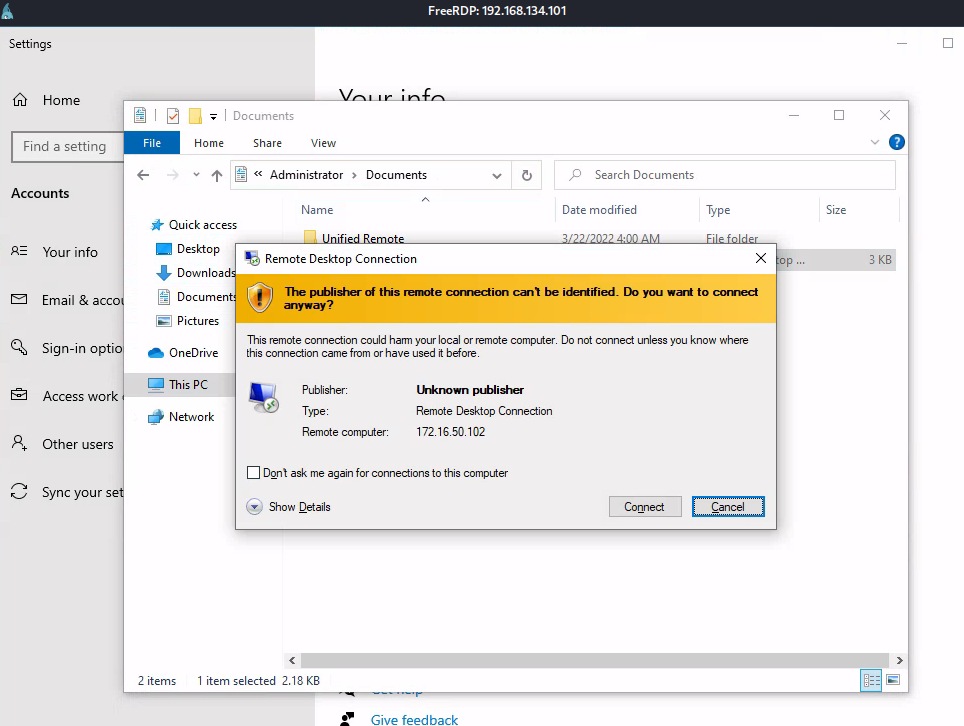 FreeRDP: 192.168.134.101
Settings
Your info
Home
Find a setting
Accounts
Your info
Email & accou
Sign-in optio
Access work
Other users
Sync your set
Documents
File Home Share View
« Administrator › Documents
Search Documents
Name Date modified Type Size
Quick access
Desktop
Downloads
Documents
Pictures
OneDrive
This PC
Network
Unified Remote 3/22/2022 4:00 AM File folder
top ... 3 KB
Remote Desktop Connection
The publisher of this remote connection can't be identified. Do you want to connect
anyway?
This remote connection could harm your local or remote computer. Do not connect unless you know where
this connection came from or have used it before.
Publisher: Unknown publisher
Type: Remote Desktop Connection
Remote computer: 172.16.50.102
Don't ask me again for connections to this computer
Show Details
Connect Cancel
2 items 1 item selected 2.18 KB
Get help
Give feedback